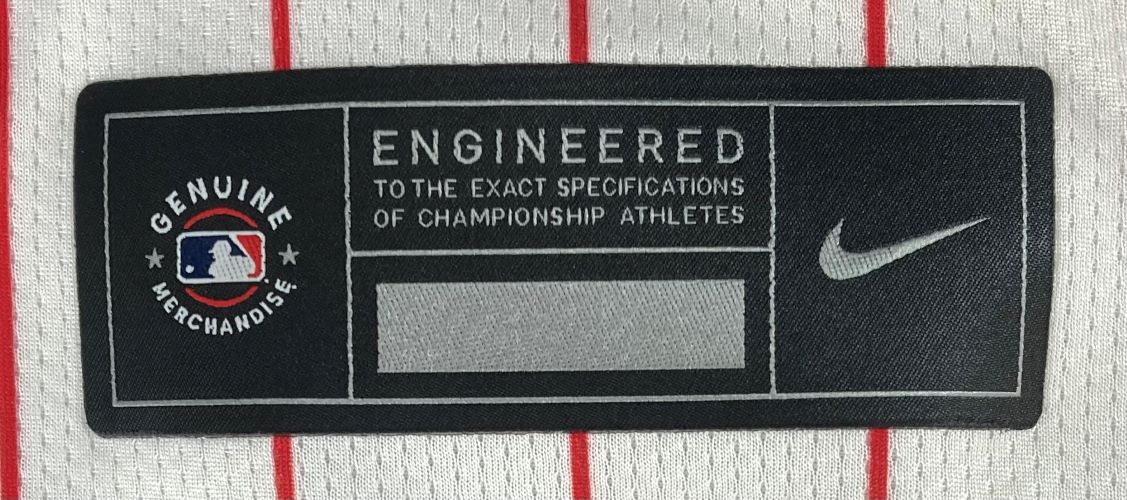 GENUINE
MERCHANDISE
ENGINEERED
TO THE EXACT SPECIFICATIONS
OF CHAMPIONSHIP ATHLETES